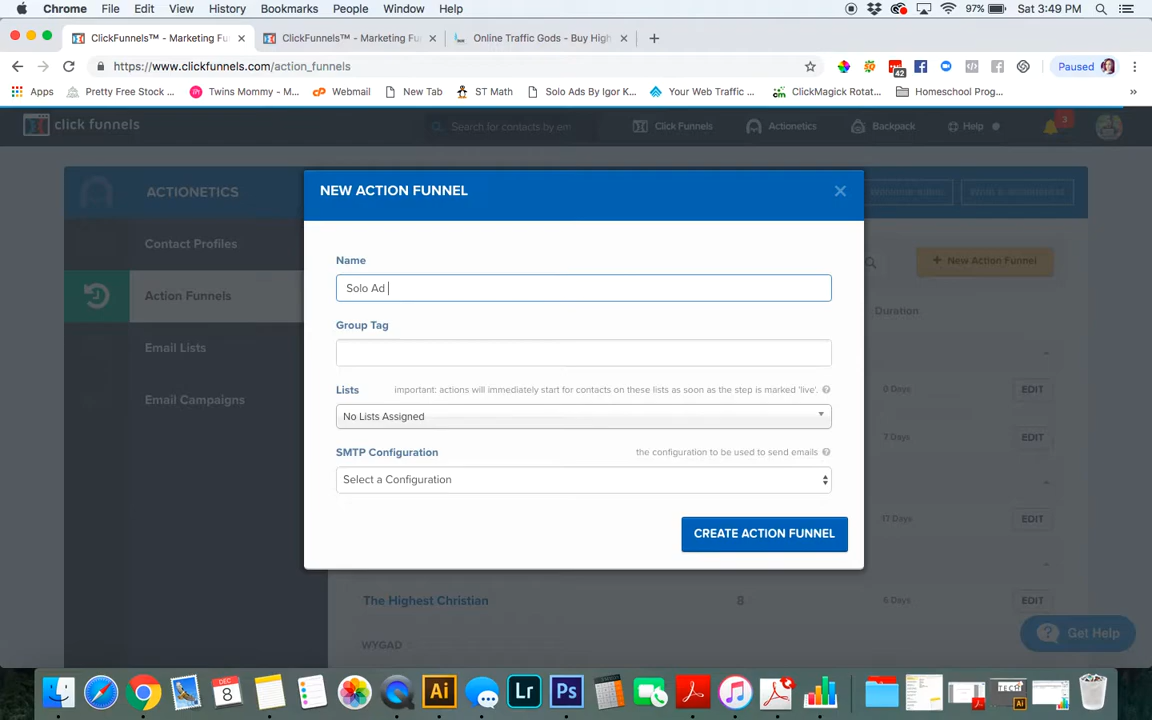 Chrome File Edit View History Bookmarks People Window Help 97% Sat 3:49 PM
ClickFunnels™ - Marketing Fu
ClickFunnels™ - Marketing Fu
Online Traffic Gods - Buy High
https://www.clickfunnels.com/action_funnels
42
Paused
Apps Pretty Free Stock ... Twins Mommy - M... Webmail New Tab ST Math Solo Ads By Igor K... Your Web Traffic ... ClickMagick Rotat... Homeschool Prog... »
click funnels Search for contacts by em Click Funnels Actionetics Backpack Help 3
ACTIONETICS
Contact Profiles
Action Funnels
Email Lists
Email Campaigns
NEW ACTION FUNNEL
Name
Solo Ad
Group Tag
Lists important: actions will immediately start for contacts on these lists as soon as the step is marked 'live'.
No Lists Assigned
SMTP Configuration the configuration to be used to send emails
Select a Configuration
CREATE ACTION FUNNEL
+ New Action Funnel
Duration
0 Days EDIT
7 Days EDIT
17 Days EDIT
The Highest Christian 8 6 Days EDIT
WYGAD
Get Help
DEC
8
Ai
Lr
Ps